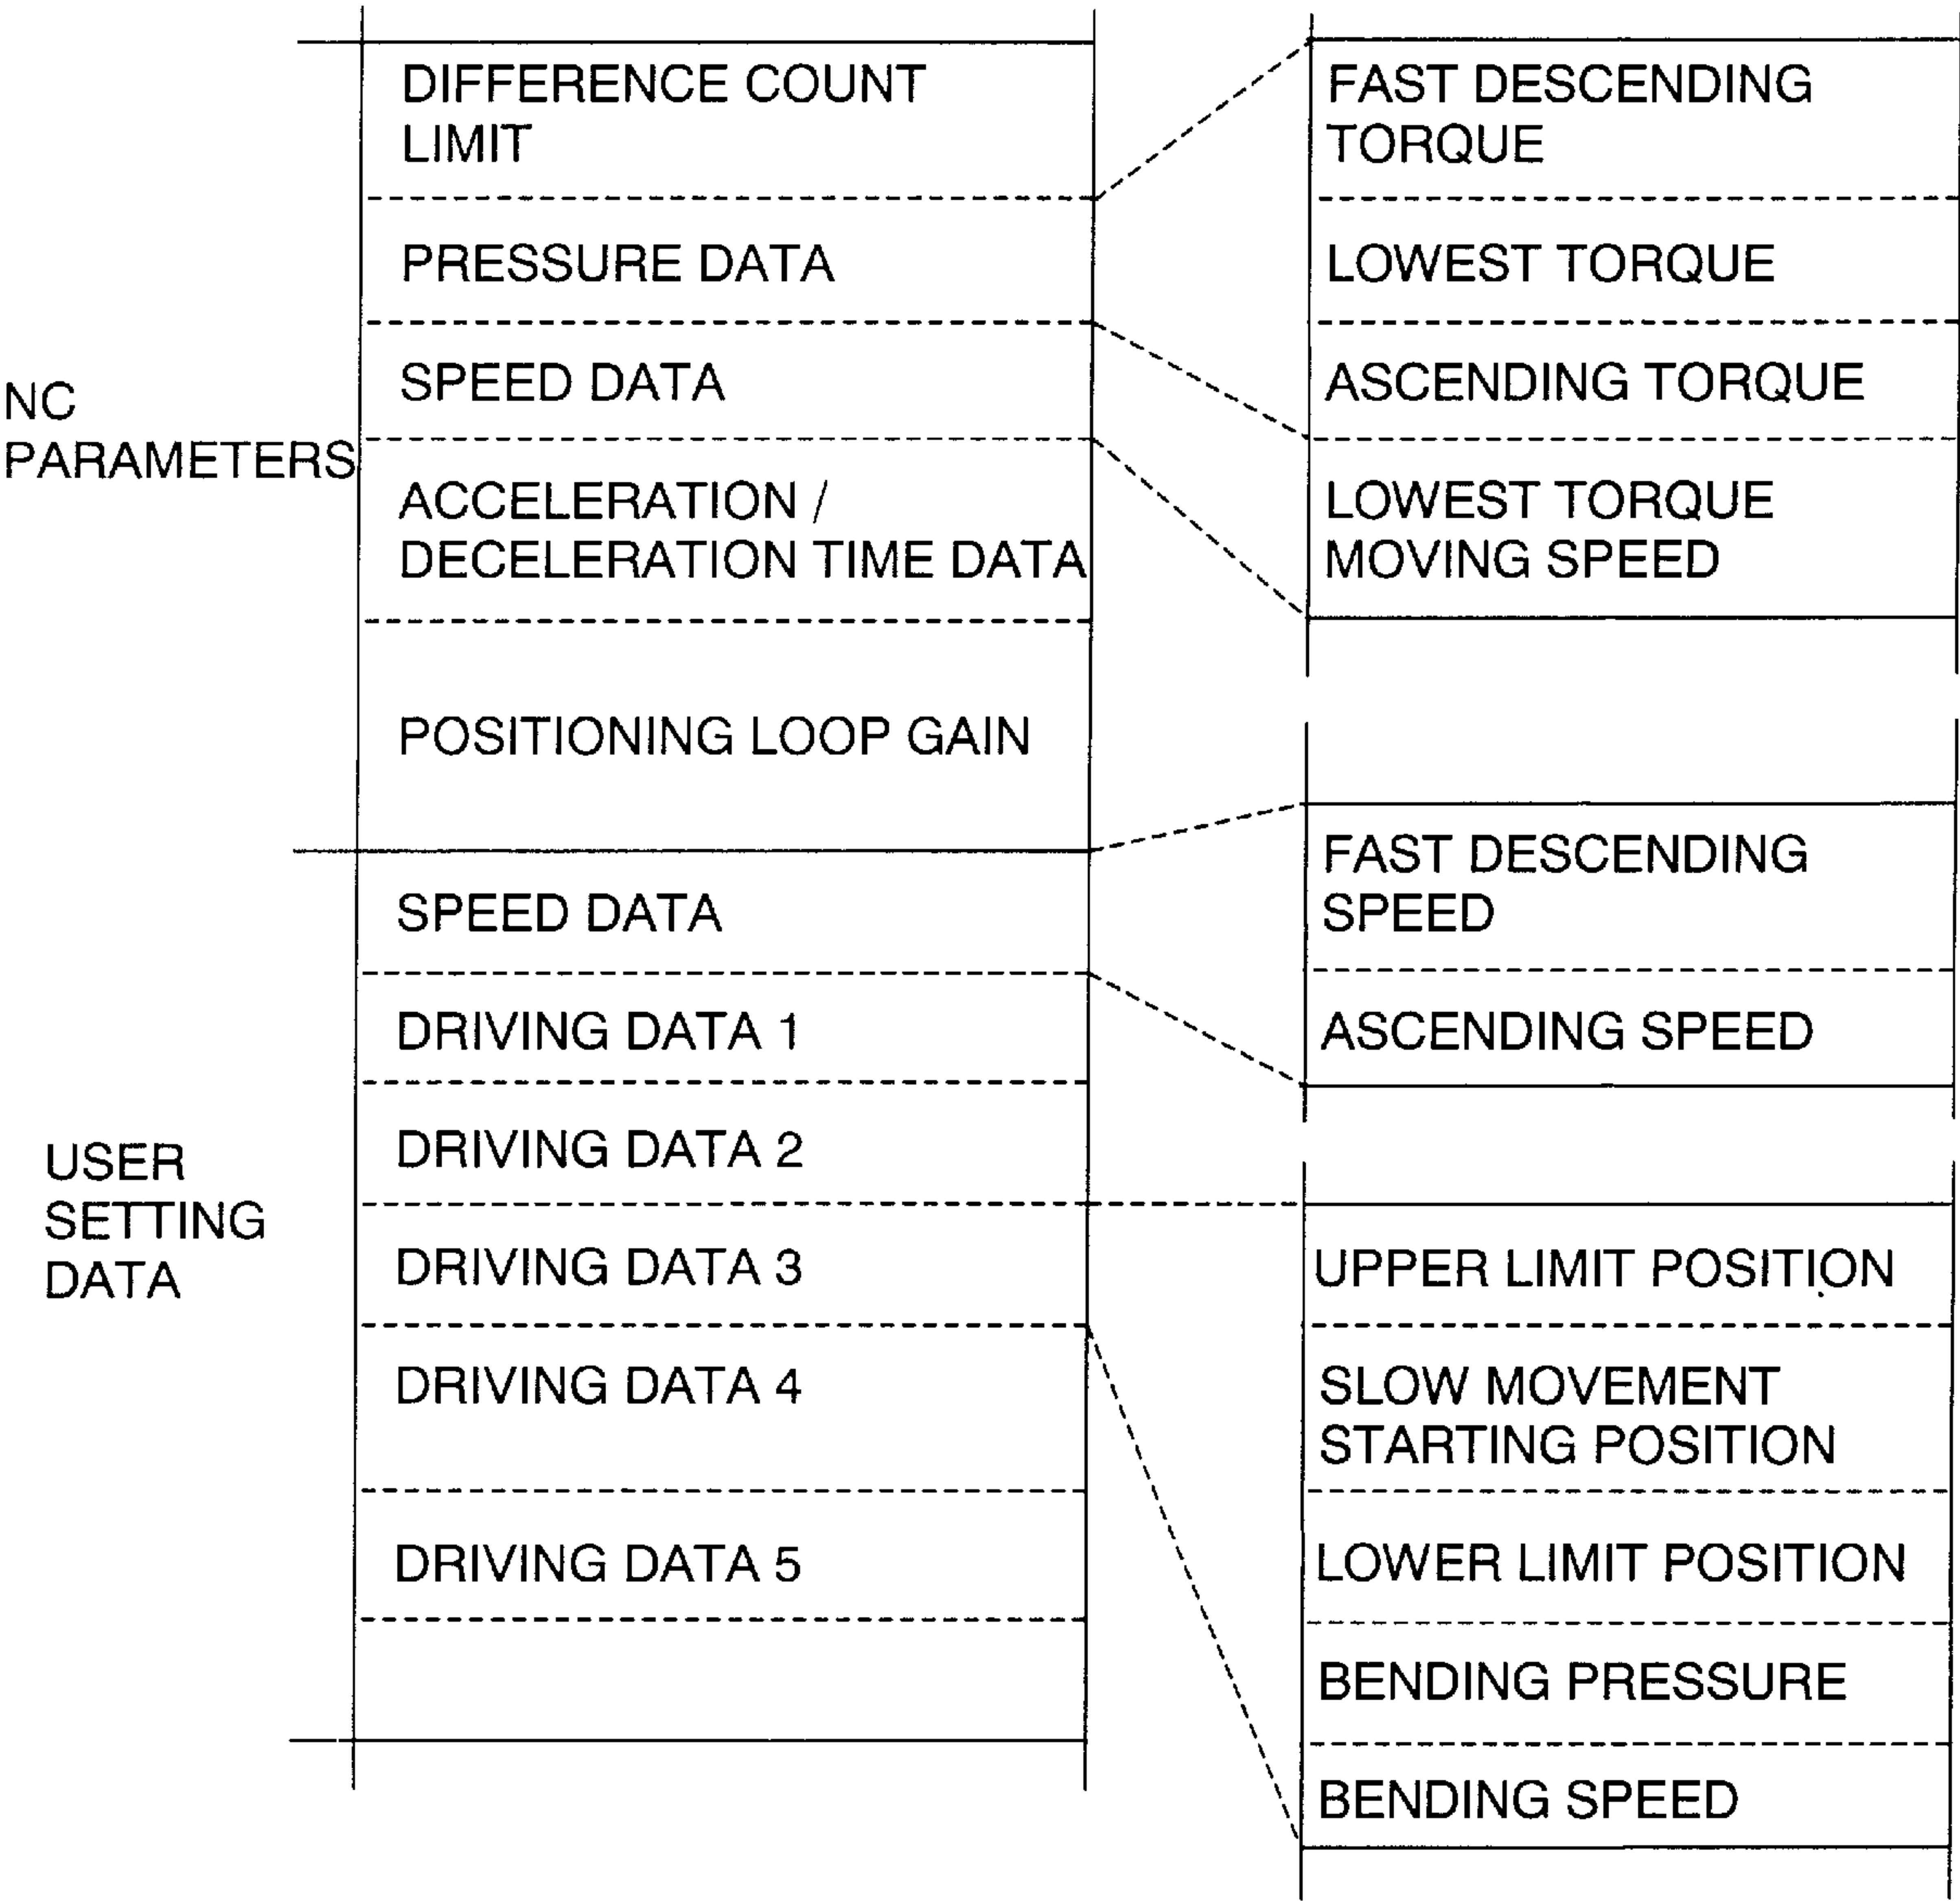 NC
PARAMETERS
DIFFERENCE COUNT
LIMIT
PRESSURE DATA
SPEED DATA
ACCELERATION /
DECELERATION TIME DATA
POSITIONING LOOP GAIN
USER
SETTING
DATA
SPEED DATA
DRIVING DATA 1
DRIVING DATA 2
DRIVING DATA 3
DRIVING DATA 4
DRIVING DATA 5
FAST DESCENDING
TORQUE
LOWEST TORQUE
ASCENDING TORQUE
LOWEST TORQUE
MOVING SPEED
FAST DESCENDING
SPEED
ASCENDING SPEED
UPPER LIMIT POSITION
SLOW MOVEMENT
STARTING POSITION
LOWER LIMIT POSITION
BENDING PRESSURE
BENDING SPEED